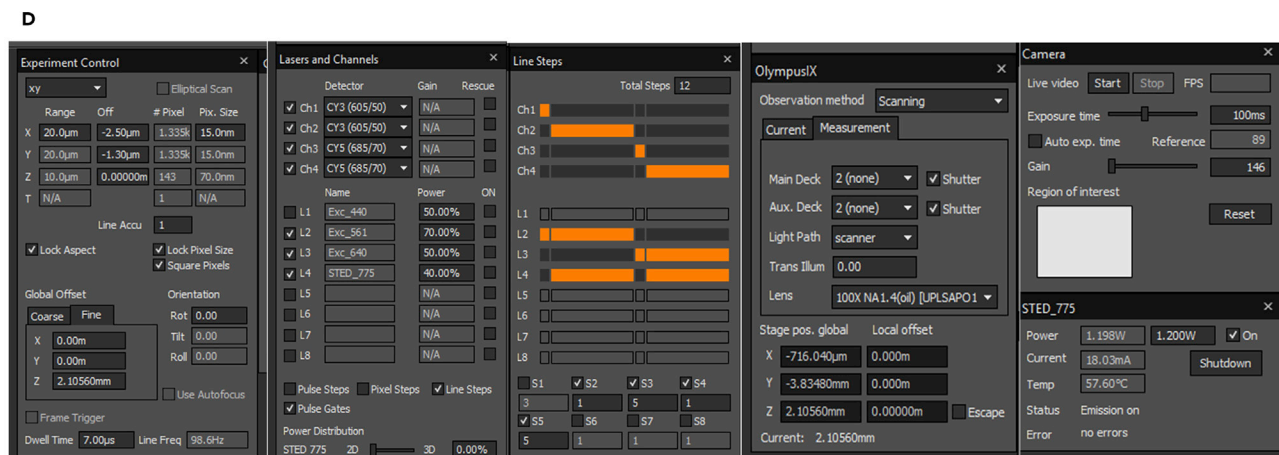 D
Experiment Control ×
xy Elliptical Scan
Range Off # Pixel Pix. Size
X 20.0µm -2.50µm 1.335k 15.0nm
Y 20.0µm -1.30µm 1.335k 15.0nm
Z 10.0µm 0.00000m 143 70.0nm
T N/A 1 N/A
Line Accu 1
Lock Aspect Lock Pixel Size
Square Pixels
Global Offset Orientation
Coarse Fine Rot 0.00
X 0.00m Tilt 0.00
Y 0.00m Roll 0.00
Z 2.10560mm
Use Autofocus
Frame Trigger
Dwell Time 7.00µs Line Freq 98.6Hz
Lasers and Channels ×
Detector Gain Rescue
Ch1 CY3 (605/50) N/A
Ch2 CY3 (605/50) N/A
Ch3 CY5 (685/70) N/A
Ch4 CY5 (685/70) N/A
Name Power ON
L1 Exc_440 50.00%
L2 Exc_561 70.00%
L3 Exc_640 50.00%
L4 STED_775 40.00%
L5 N/A
L6 N/A
L7 N/A
L8 N/A
Pulse Steps Pixel Steps Line Steps
Pulse Gates
Power Distribution
STED 775 2D 3D 0.00%
Line Steps ×
Total Steps 12
Ch1
Ch2
Ch3
Ch4
L1
L2
L3
L4
L5
L6
L7
L8
S1 S2 S3 S4
3 1 5 1
S5 S6 S7 S8
5 1 1 1
OlympusIX ×
Observation method Scanning
Current Measurement
Main Deck 2 (none) Shutter
Aux. Deck 2 (none) Shutter
Light Path scanner
Trans Illum 0.00
Lens 100X NA1.4(oil) [UPLSAPO1
Stage pos. global Local offset
X -716.040µm 0.000m
Y -3.83480mm 0.000m
Z 2.10560mm 0.00000m Escape
Current: 2.10560mm
Camera ×
Live video Start Stop FPS
Exposure time 100ms
Auto exp. time Reference 89
Gain 146
Region of interest
Reset
STED_775 ×
Power 1.198W 1.200W On
Current 18.03mA Shutdown
Temp 57.60°C
Status Emission on
Error no errors